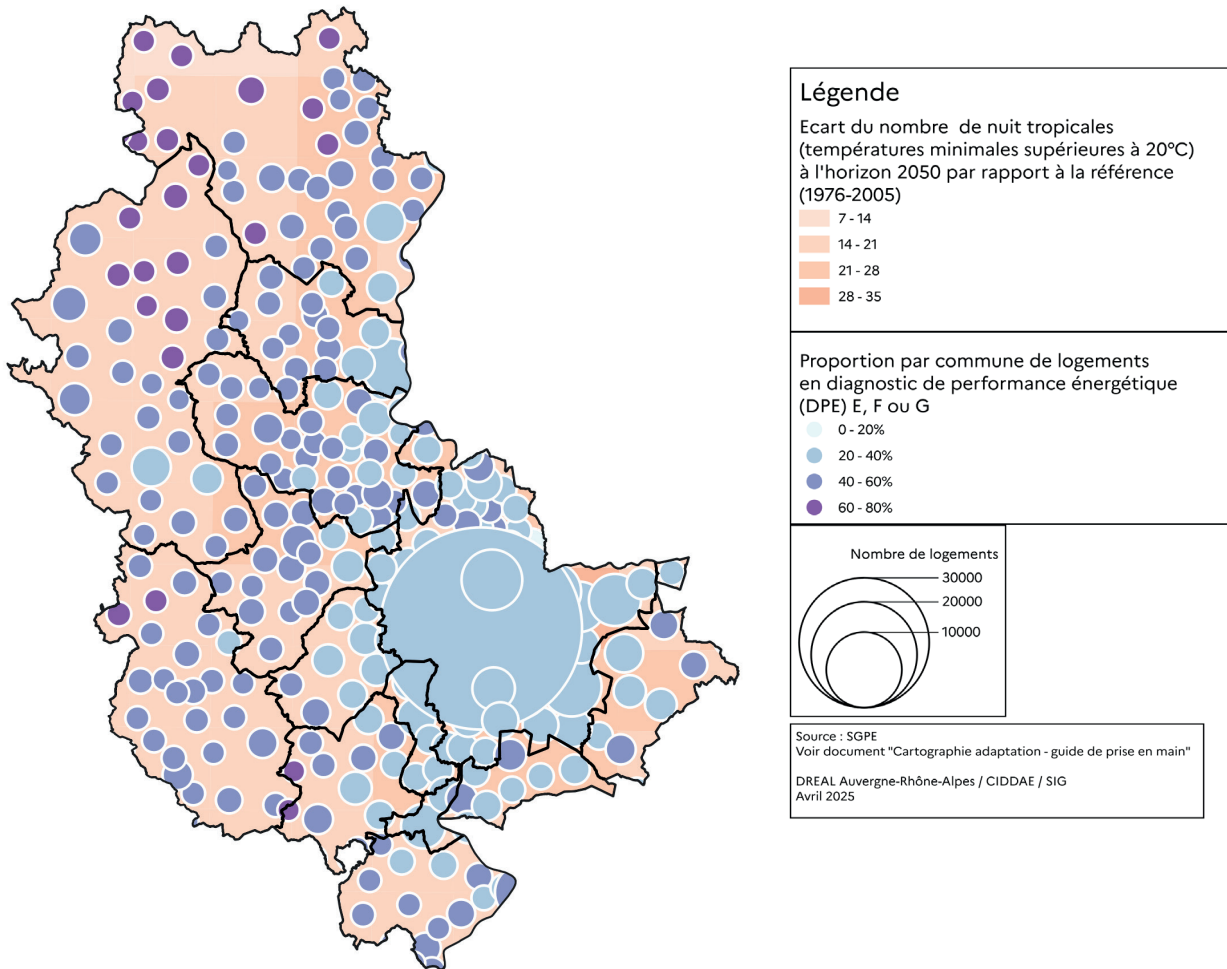 Légende
Ecart du nombre de nuit tropicales
(températures minimales supérieures à 20°C)
à l'horizon 2050 par rapport à la référence
(1976-2005)
7 - 14
14 - 21
21 - 28
28 - 35
Proportion par commune de logements
en diagnostic de performance énergétique
(DPE) E, F ou G
0 - 20%
20 - 40%
40 - 60%
60 - 80%
Nombre de logements
30000
20000
10000
Source : SGPE
Voir document "Cartographie adaptation - guide de prise en main"
DREAL Auvergne-Rhône-Alpes / CIDDAE / SIG
Avril 2025